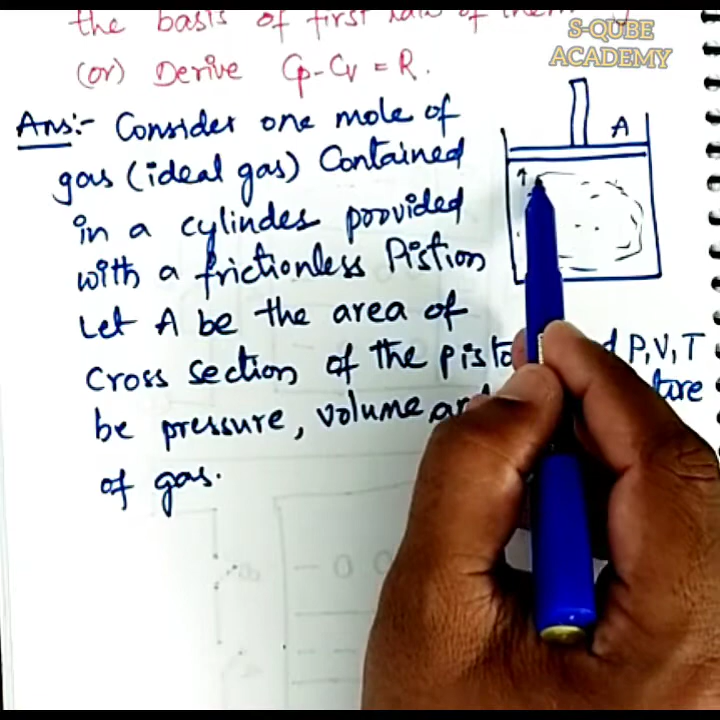 the basis of first law of
(or) Derive Cp-Cv = R.
S-QUBE
ACADEMY
Ans:- Consider one mole of
gas (ideal gas) Contained
in a cylinder provided
with a frictionless Pistion
Let A be the area of
Cross section of the pisto P, V, T
be pressure, volume and
of gas.
A